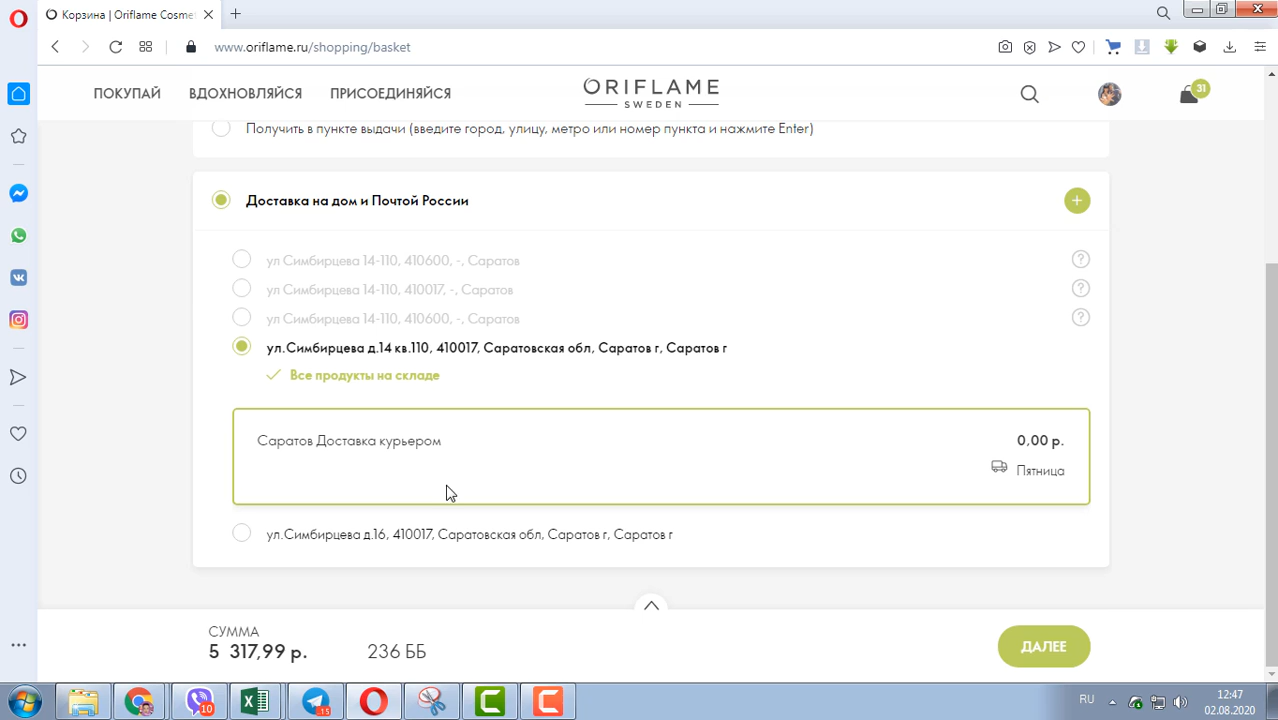 Корзина | Oriflame Cosme
www.oriflame.ru/shopping/basket
ПОКУПАЙ ВДОХНОВЛЯЙСЯ ПРИСОЕДИНЯЙСЯ
ORIFLAME
SWEDEN
31
Получить в пункте выдачи (введите город, улицу, метро или номер пункта и нажмите Enter)
Доставка на дом и Почтой России
ул Симбирцева 14-110, 410600, -, Саратов
ул Симбирцева 14-110, 410017, -, Саратов
ул Симбирцева 14-110, 410600, -, Саратов
ул.Симбирцева д.14 кв.110, 410017, Саратовская обл, Саратов г, Саратов г
Все продукты на складе
Саратов Доставка курьером 0,00 р.
Пятница
ул.Симбирцева д.16, 410017, Саратовская обл, Саратов г, Саратов г
СУММА
5 317,99 р. 236 ББ
ДАЛЕЕ
10
15
RU
12:47
02.08.2020